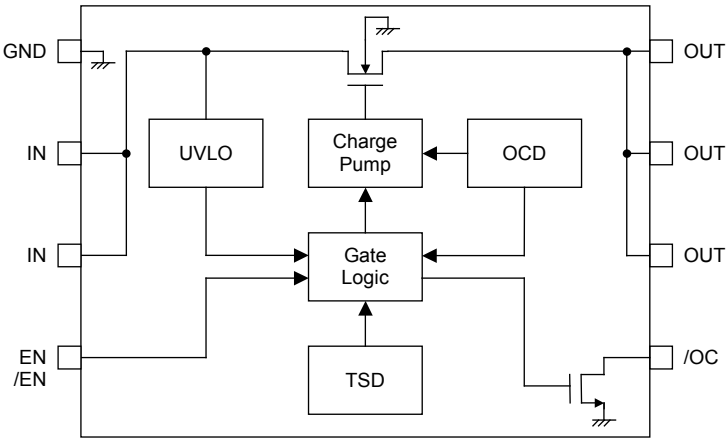 GND
OUT
IN
UVLO
Charge
Pump
OCD
OUT
IN
Gate
Logic
OUT
EN
/EN
TSD
/OC